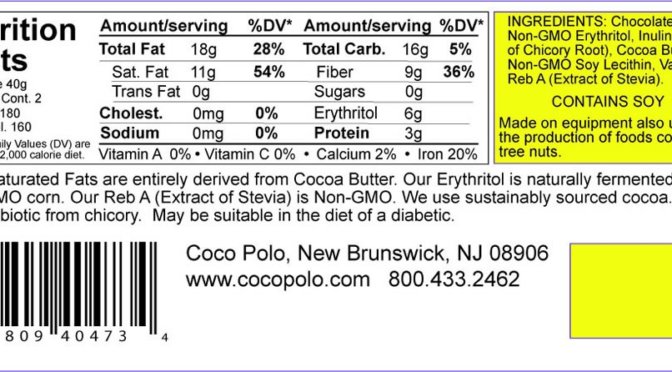 rition
ts
e 40g
Cont. 2
180
l. 160
ily Values (DV) are
2,000 calorie diet.
Amount/serving %DV* Amount/serving %DV*
Total Fat 18g 28% Total Carb. 16g 5%
Sat. Fat 11g 54% Fiber 9g 36%
Trans Fat 0g Sugars 0g
Cholest. 0mg 0% Erythritol 6g
Sodium 0mg 0% Protein 3g
Vitamin A 0% • Vitamin C 0% • Calcium 2% • Iron 20%
INGREDIENTS: Chocolate
Non-GMO Erythritol, Inulin
of Chicory Root), Cocoa Bu
Non-GMO Soy Lecithin, Va
Reb A (Extract of Stevia).
CONTAINS SOY
Made on equipment also u
the production of foods co
tree nuts.
aturated Fats are entirely derived from Cocoa Butter. Our Erythritol is naturally fermented
MO corn. Our Reb A (Extract of Stevia) is Non-GMO. We use sustainably sourced cocoa.
biotic from chicory. May be suitable in the diet of a diabetic.
Coco Polo, New Brunswick, NJ 08906
www.cocopolo.com 800.433.2462
809 40473 4